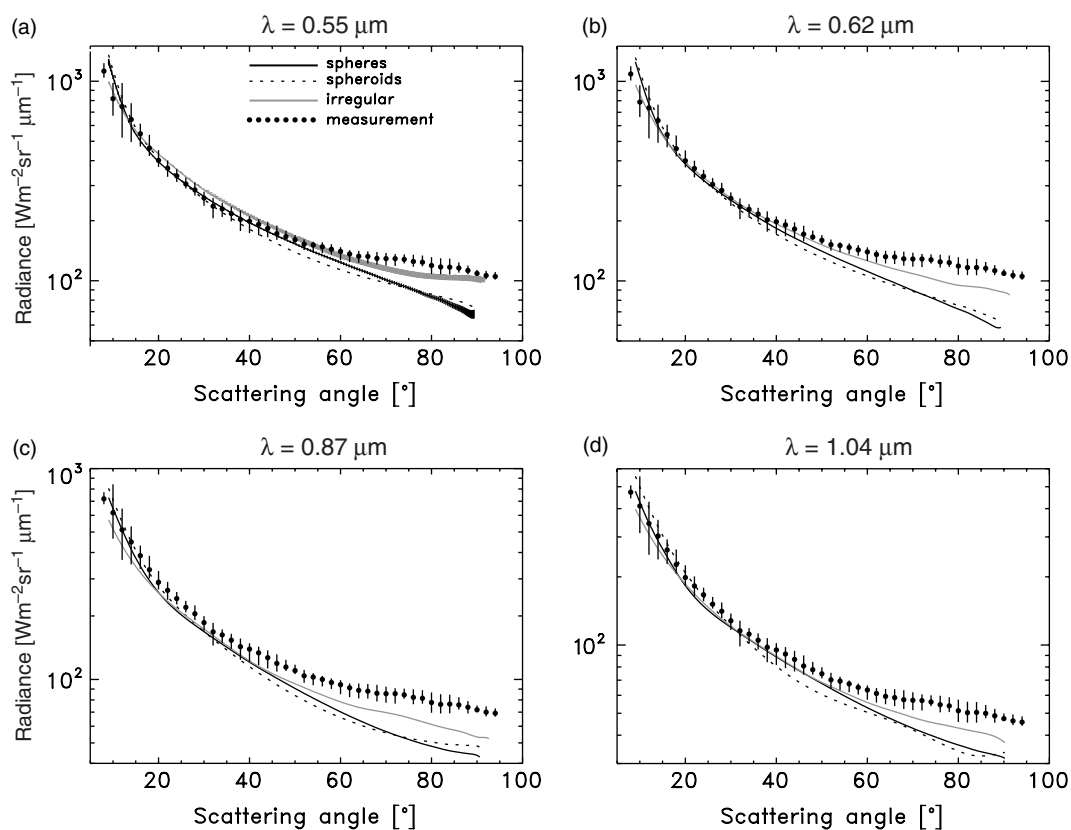 (a) λ = 0.55 μm
10³
10²
Radiance [Wm⁻²sr⁻¹ μm⁻¹]
spheres
spheroids
irregular
measurement
20 40 60 80 100
Scattering angle [°]
(b) λ = 0.62 μm
10³
10²
20 40 60 80 100
Scattering angle [°]
(c) λ = 0.87 μm
10³
10²
Radiance [Wm⁻²sr⁻¹ μm⁻¹]
20 40 60 80 100
Scattering angle [°]
(d) λ = 1.04 μm
10²
20 40 60 80 100
Scattering angle [°]